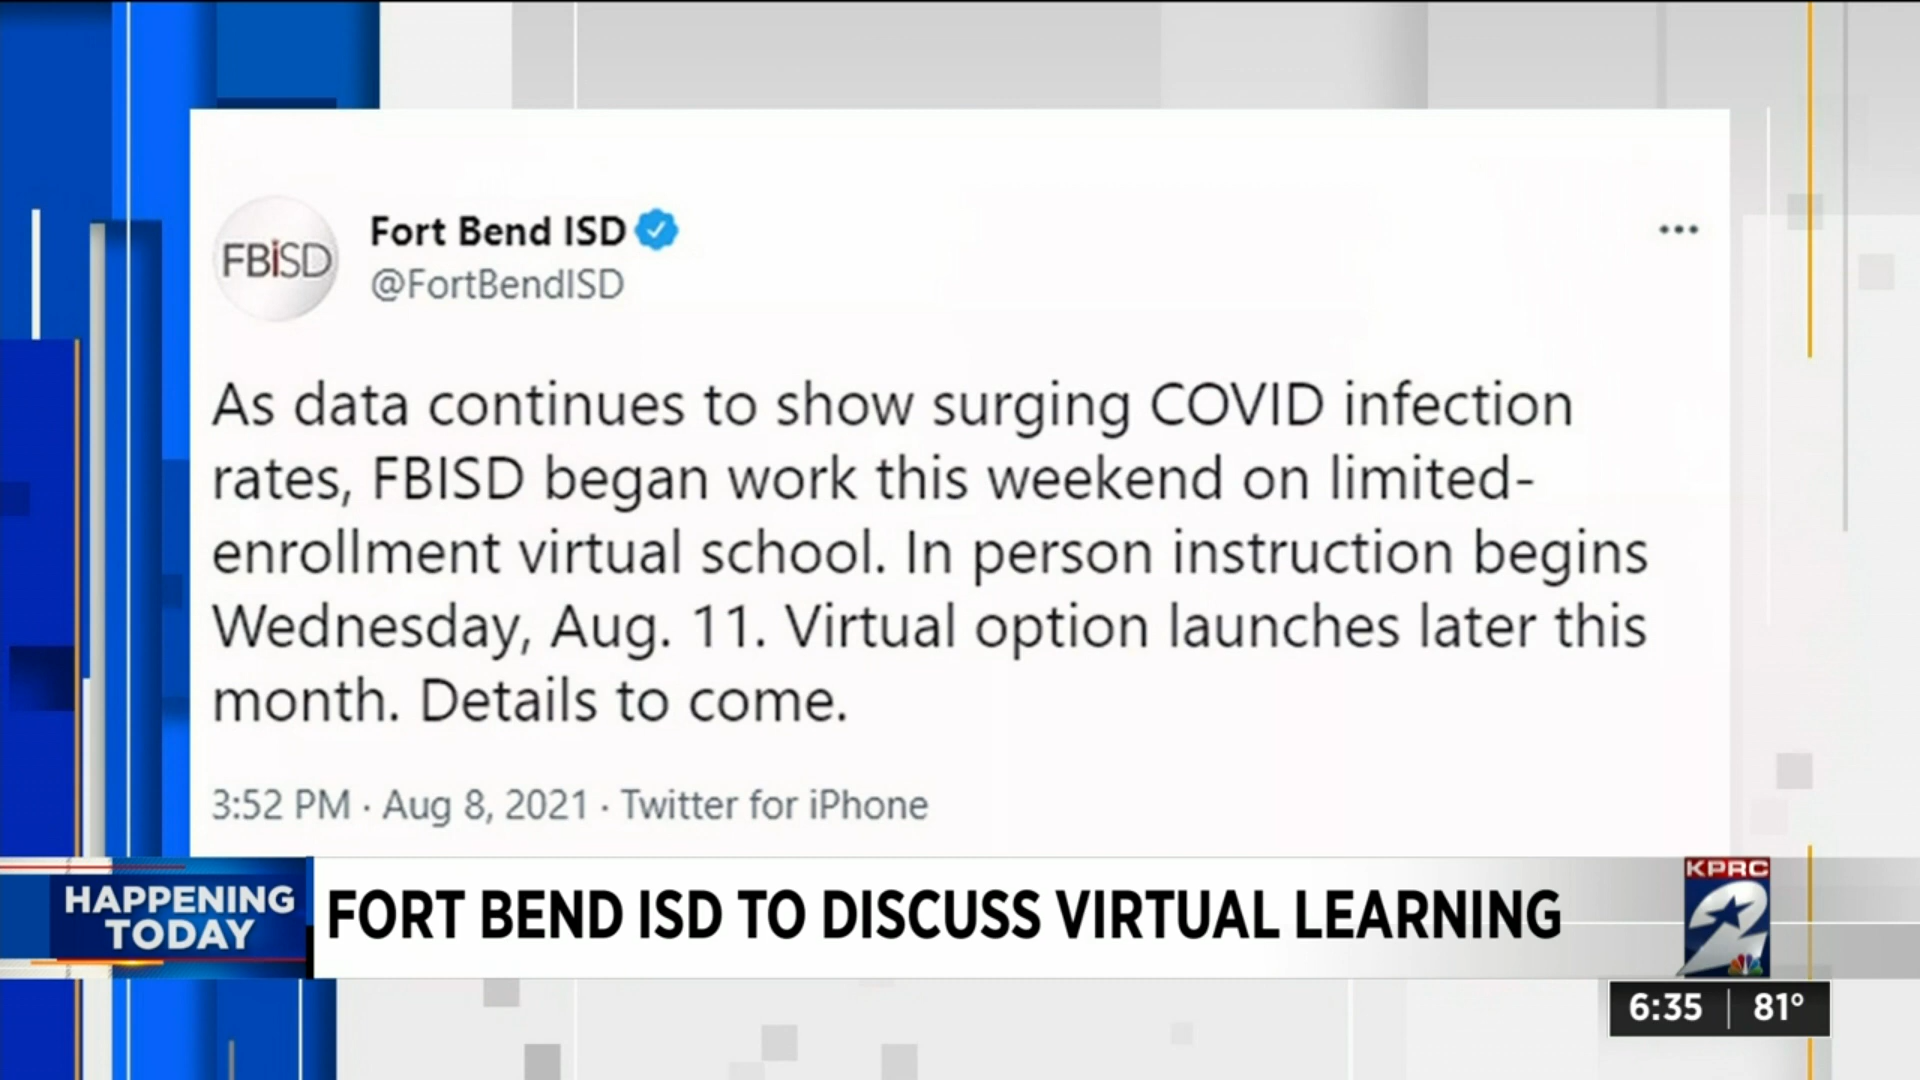 FBiSD
Fort Bend ISD
@FortBendISD
As data continues to show surging COVID infection
rates, FBISD began work this weekend on limited-
enrollment virtual school. In person instruction begins
Wednesday, Aug. 11. Virtual option launches later this
month. Details to come.
3:52 PM · Aug 8, 2021 · Twitter for iPhone
HAPPENING
TODAY
FORT BEND ISD TO DISCUSS VIRTUAL LEARNING
KPRC
2
6:35 | 81°